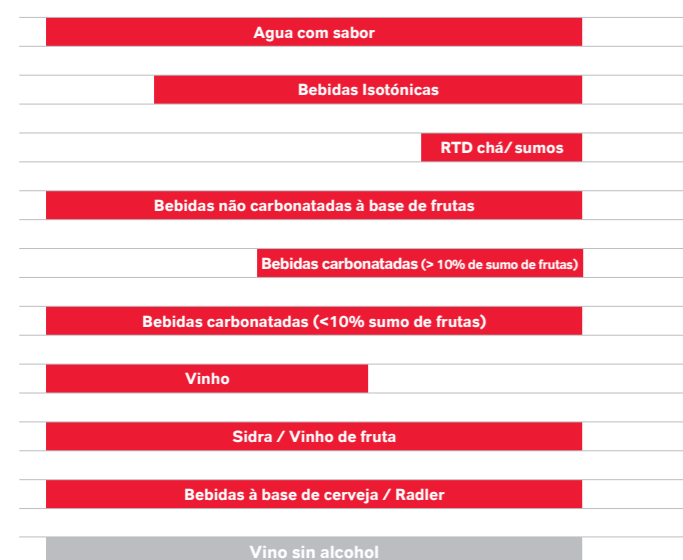 Agua com sabor
Bebidas Isotónicas
RTD chá/sumos
Bebidas não carbonatadas à base de frutas
Bebidas carbonatadas (> 10% de sumo de frutas)
Bebidas carbonatadas (<10% sumo de frutas)
Vinho
Sidra / Vinho de fruta
Bebidas à base de cerveja / Radler
Vino sin alcohol